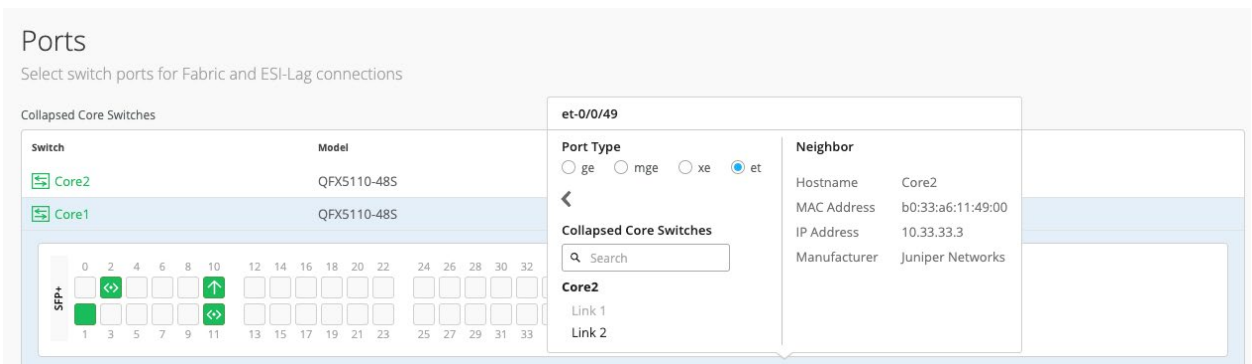 Ports
Select switch ports for Fabric and ESI-Lag connections
Collapsed Core Switches
Switch Model
Core2 QFX5110-48S
Core1 QFX5110-48S
SFP+
0 2 4 6 8 10 12 14 16 18 20 22 24 26 28 30 32
1 3 5 7 9 11 13 15 17 19 21 23 25 27 29 31 33
et-0/0/49
Port Type
ge mge xe et
Collapsed Core Switches
Search
Core2
Link 1
Link 2
Neighbor
Hostname Core2
MAC Address b0:33:a6:11:49:00
IP Address 10.33.33.3
Manufacturer Juniper Networks